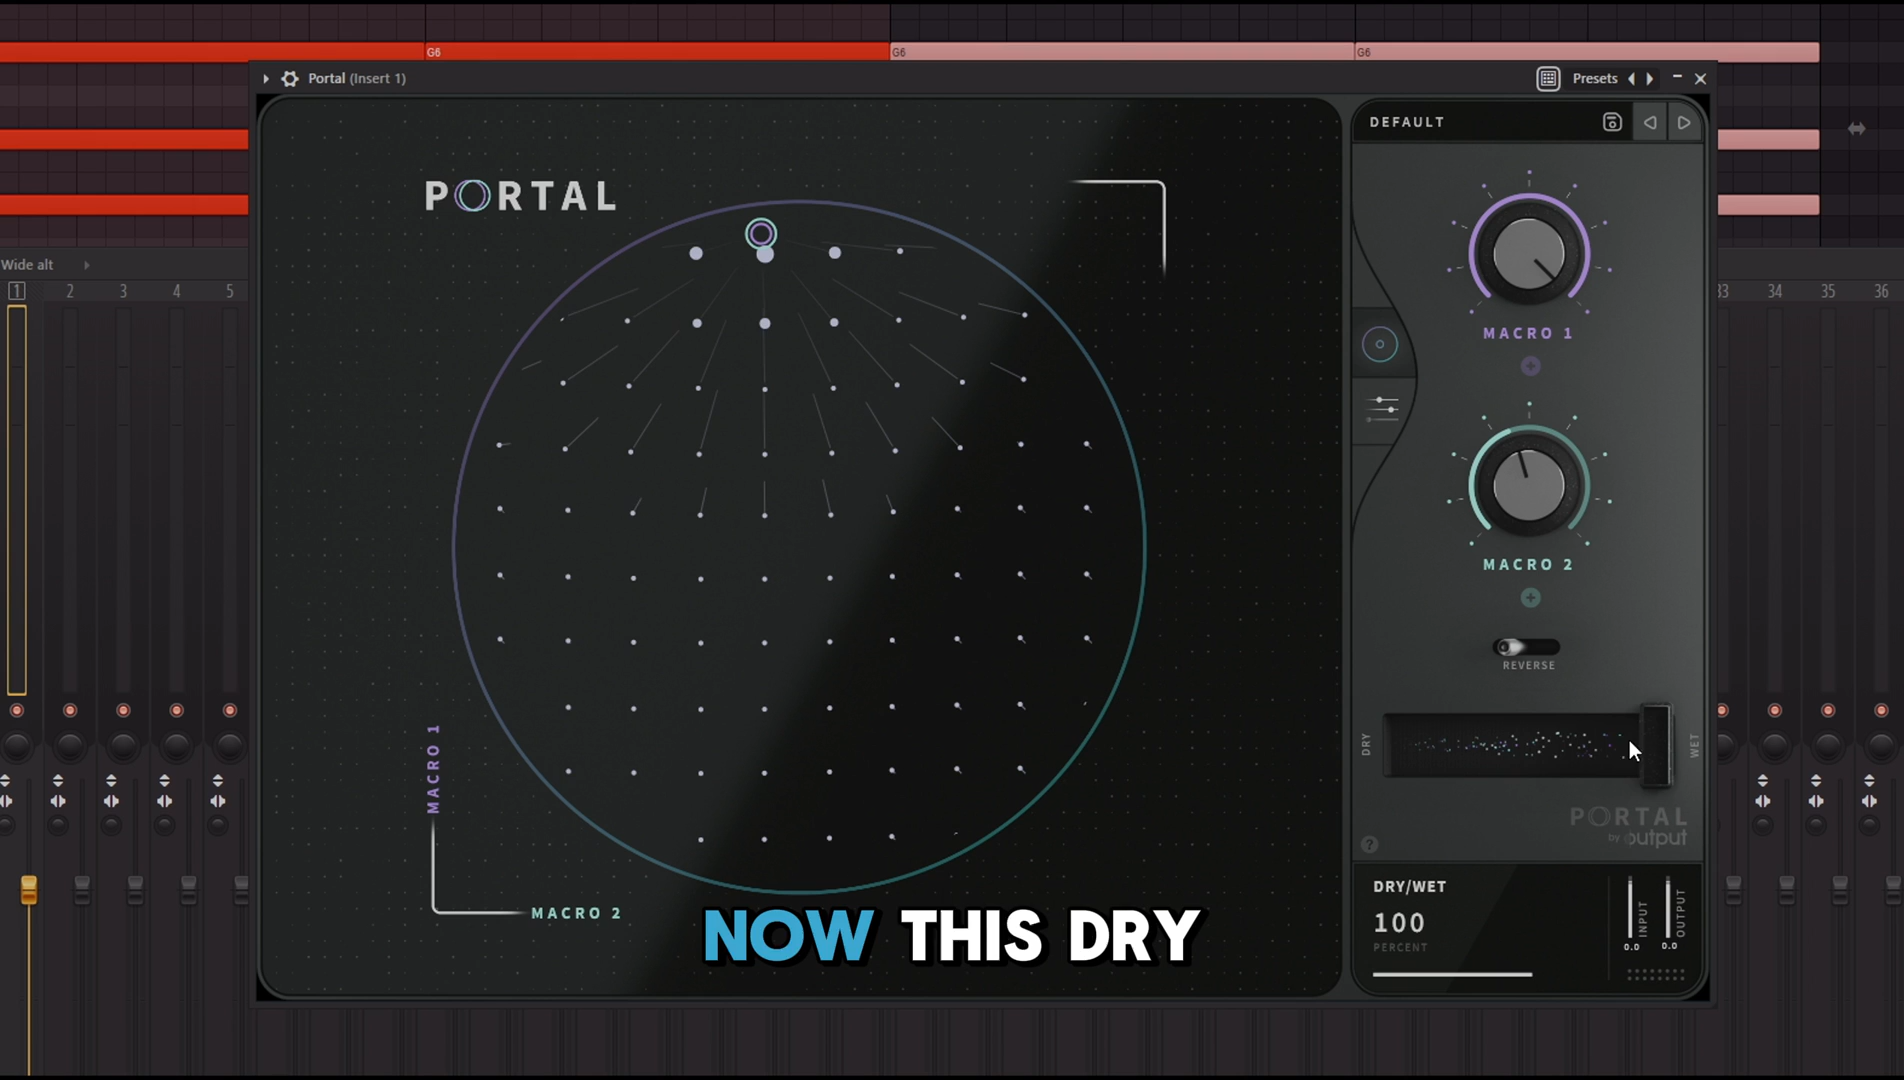 G6
G6
G6
Portal (Insert 1)
Presets
DEFAULT
PORTAL
MACRO 1
MACRO 2
REVERSE
DRY
WET
PORTAL
by output
?
DRY/WET
100
PERCENT
INPUT
OUTPUT
0.0
0.0
MACRO 1
MACRO 2
NOW THIS DRY
Wide alt
1 2 3 4 5
33 34 35 36